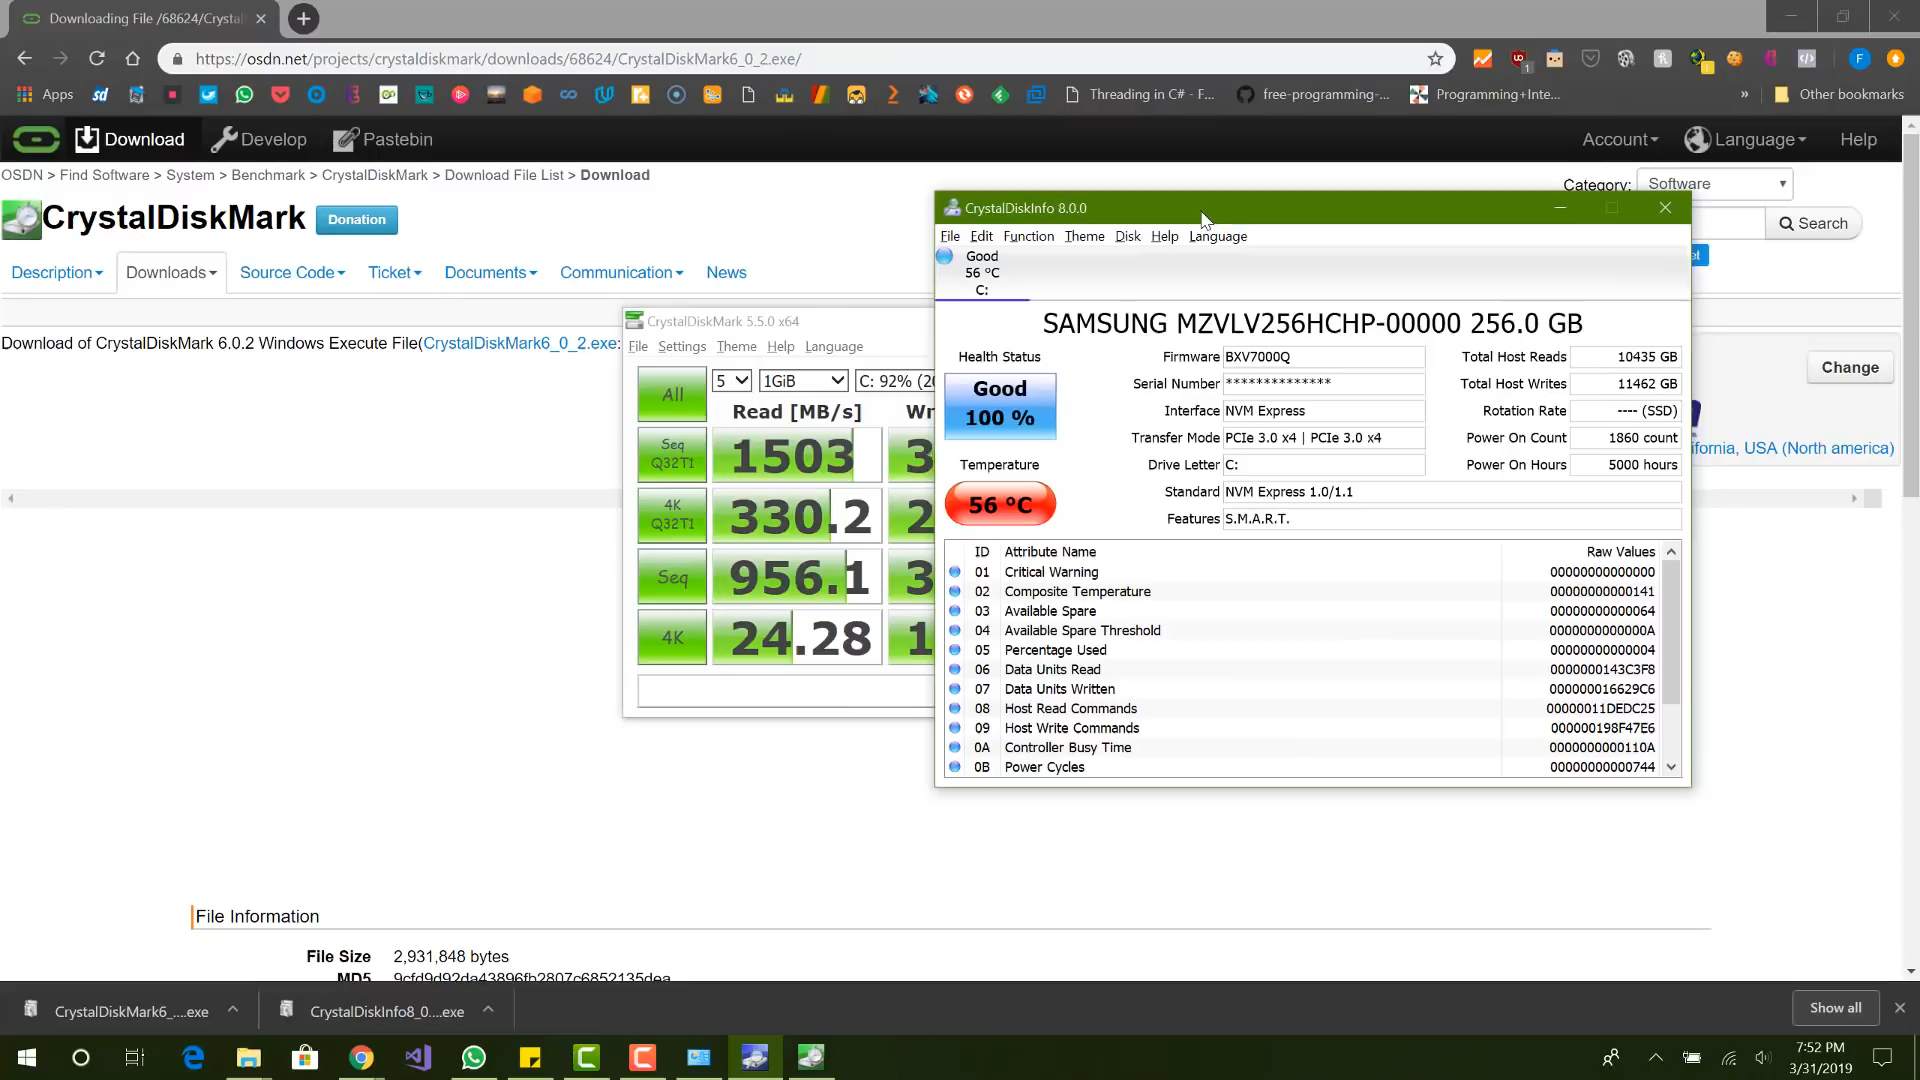 Downloading File /68624/Crysta
https://osdn.net/projects/crystaldiskmark/downloads/68624/CrystalDiskMark6_0_2.exe/
Apps
Threading in C# - F...
free-programming-...
Programming+Inte...
»
Other bookmarks
Download
Develop
Pastebin
Account
Language
Help
OSDN > Find Software > System > Benchmark > CrystalDiskMark > Download File List > Download
Category:
Software
CrystalDiskMark
Donation
Search
Description
Downloads
Source Code
Ticket
Documents
Communication
News
Download of CrystalDiskMark 6.0.2 Windows Execute File(CrystalDiskMark6_0_2.exe:
Change
ifornia, USA (North america)
CrystalDiskMark 5.5.0 x64
File Settings Theme Help Language
All
5
1GiB
C: 92% (20
Read [MB/s]
Wr
Seq
Q32T1
1503
3
4K
Q32T1
330.2
2
Seq
956.1
3
4K
24.28
1
CrystalDiskInfo 8.0.0
File Edit Function Theme Disk Help Language
Good
56 °C
C:
SAMSUNG MZVLV256HCHP-00000 256.0 GB
Health Status
Good
100 %
Temperature
56 °C
Firmware BXV7000Q
Serial Number **************
Interface NVM Express
Transfer Mode PCIe 3.0 x4 | PCIe 3.0 x4
Drive Letter C:
Standard NVM Express 1.0/1.1
Features S.M.A.R.T.
Total Host Reads 10435 GB
Total Host Writes 11462 GB
Rotation Rate ---- (SSD)
Power On Count 1860 count
Power On Hours 5000 hours
ID Attribute Name Raw Values
01 Critical Warning 00000000000000
02 Composite Temperature 00000000000141
03 Available Spare 00000000000064
04 Available Spare Threshold 0000000000000A
05 Percentage Used 00000000000004
06 Data Units Read 0000000143C3F8
07 Data Units Written 000000016629C6
08 Host Read Commands 00000011DEDC25
09 Host Write Commands 000000198F47E6
0A Controller Busy Time 0000000000110A
0B Power Cycles 00000000000744
File Information
File Size 2,931,848 bytes
MD5 9cfd9d92da43896fb2807c6852135dea
CrystalDiskMark6_....exe
CrystalDiskInfo8_0....exe
Show all
7:52 PM
3/31/2019